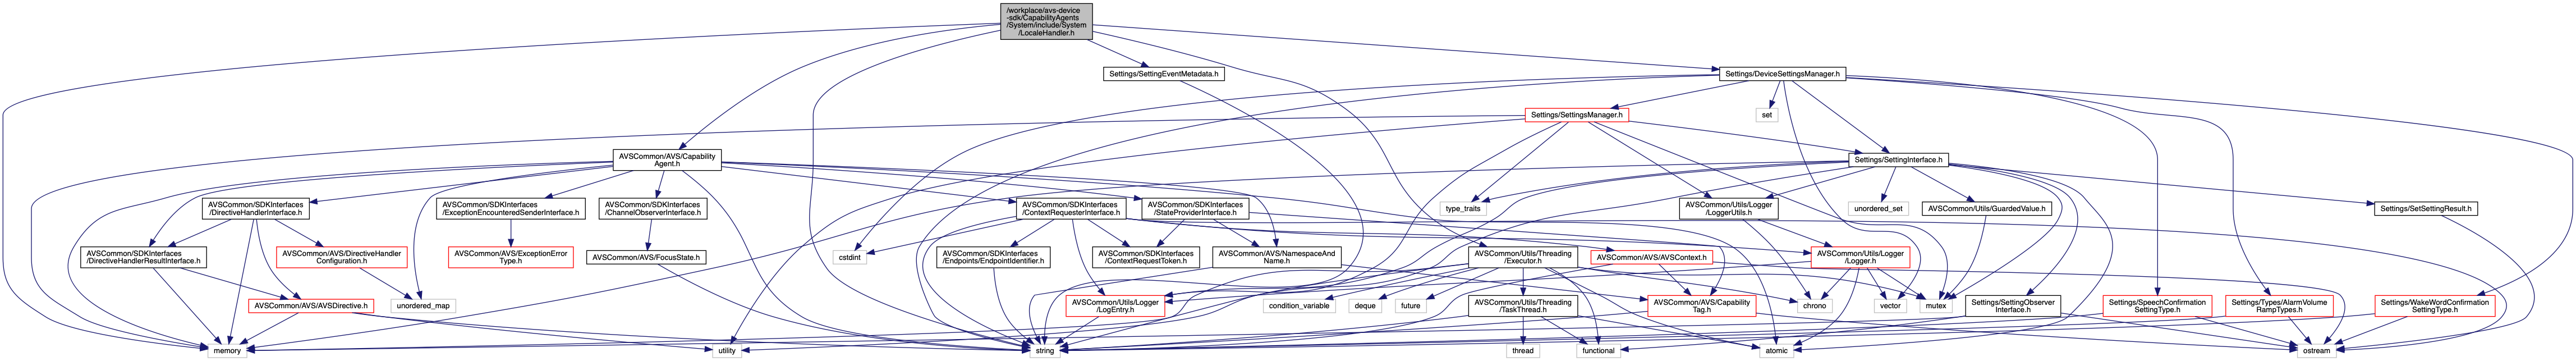 /workplace/avs-device
-sdk/CapabilityAgents
/System/include/System
/LocaleHandler.h
Settings/SettingEventMetadata.h
Settings/DeviceSettingsManager.h
Settings/SettingsManager.h
set
AVSCommon/AVS/Capability
Agent.h
Settings/SettingInterface.h
AVSCommon/SDKInterfaces
/DirectiveHandlerInterface.h
AVSCommon/SDKInterfaces
/ExceptionEncounteredSenderInterface.h
AVSCommon/SDKInterfaces
/ChannelObserverInterface.h
AVSCommon/SDKInterfaces
/ContextRequesterInterface.h
AVSCommon/SDKInterfaces
/StateProviderInterface.h
type_traits
AVSCommon/Utils/Logger
/LoggerUtils.h
unordered_set
AVSCommon/Utils/GuardedValue.h
Settings/SetSettingResult.h
AVSCommon/SDKInterfaces
/DirectiveHandlerResultInterface.h
AVSCommon/AVS/DirectiveHandler
Configuration.h
AVSCommon/AVS/ExceptionError
Type.h
AVSCommon/AVS/FocusState.h
cstdint
AVSCommon/SDKInterfaces
/Endpoints/EndpointIdentifier.h
AVSCommon/SDKInterfaces
/ContextRequestToken.h
AVSCommon/AVS/NamespaceAnd
Name.h
AVSCommon/Utils/Threading
/Executor.h
AVSCommon/AVS/AVSContext.h
AVSCommon/Utils/Logger
/Logger.h
AVSCommon/AVS/AVSDirective.h
unordered_map
AVSCommon/Utils/Logger
/LogEntry.h
condition_variable
deque
future
AVSCommon/Utils/Threading
/TaskThread.h
AVSCommon/AVS/Capability
Tag.h
chrono
vector
mutex
Settings/SettingObserver
Interface.h
Settings/SpeechConfirmation
SettingType.h
Settings/Types/AlarmVolume
RampTypes.h
Settings/WakeWordConfirmation
SettingType.h
memory
utility
string
thread
functional
atomic
ostream